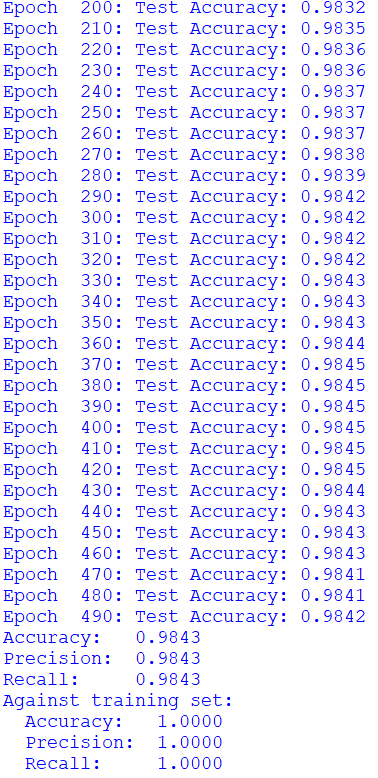 Epoch  200: Test Accuracy: 0.9832
Epoch  210: Test Accuracy: 0.9835
Epoch  220: Test Accuracy: 0.9836
Epoch  230: Test Accuracy: 0.9836
Epoch  240: Test Accuracy: 0.9837
Epoch  250: Test Accuracy: 0.9837
Epoch  260: Test Accuracy: 0.9837
Epoch  270: Test Accuracy: 0.9838
Epoch  280: Test Accuracy: 0.9839
Epoch  290: Test Accuracy: 0.9842
Epoch  300: Test Accuracy: 0.9842
Epoch  310: Test Accuracy: 0.9842
Epoch  320: Test Accuracy: 0.9842
Epoch  330: Test Accuracy: 0.9843
Epoch  340: Test Accuracy: 0.9843
Epoch  350: Test Accuracy: 0.9843
Epoch  360: Test Accuracy: 0.9844
Epoch  370: Test Accuracy: 0.9845
Epoch  380: Test Accuracy: 0.9845
Epoch  390: Test Accuracy: 0.9845
Epoch  400: Test Accuracy: 0.9845
Epoch  410: Test Accuracy: 0.9845
Epoch  420: Test Accuracy: 0.9845
Epoch  430: Test Accuracy: 0.9844
Epoch  440: Test Accuracy: 0.9843
Epoch  450: Test Accuracy: 0.9843
Epoch  460: Test Accuracy: 0.9843
Epoch  470: Test Accuracy: 0.9841
Epoch  480: Test Accuracy: 0.9841
Epoch  490: Test Accuracy: 0.9842
Accuracy:   0.9843
Precision:  0.9843
Recall:     0.9843
Against training set:
  Accuracy:   1.0000
  Precision:  1.0000
  Recall:     1.0000